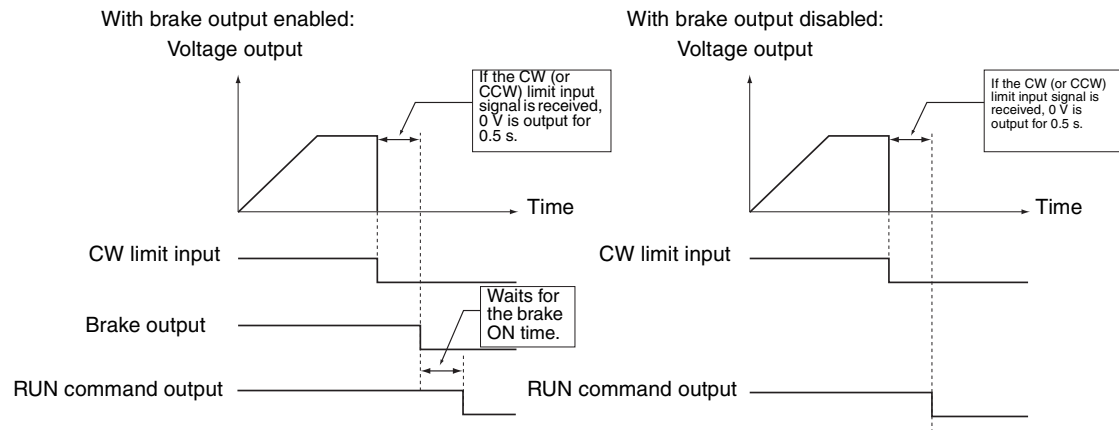 With brake output enabled:
Voltage output
If the CW (or
CCW) limit input
signal is received,
0 V is output for
0.5 s.
Time
CW limit input
Brake output
Waits for
the brake
ON time.
RUN command output
With brake output disabled:
Voltage output
If the CW (or CCW)
limit input signal is
received, 0 V is
output for 0.5 s.
Time
CW limit input
RUN command output